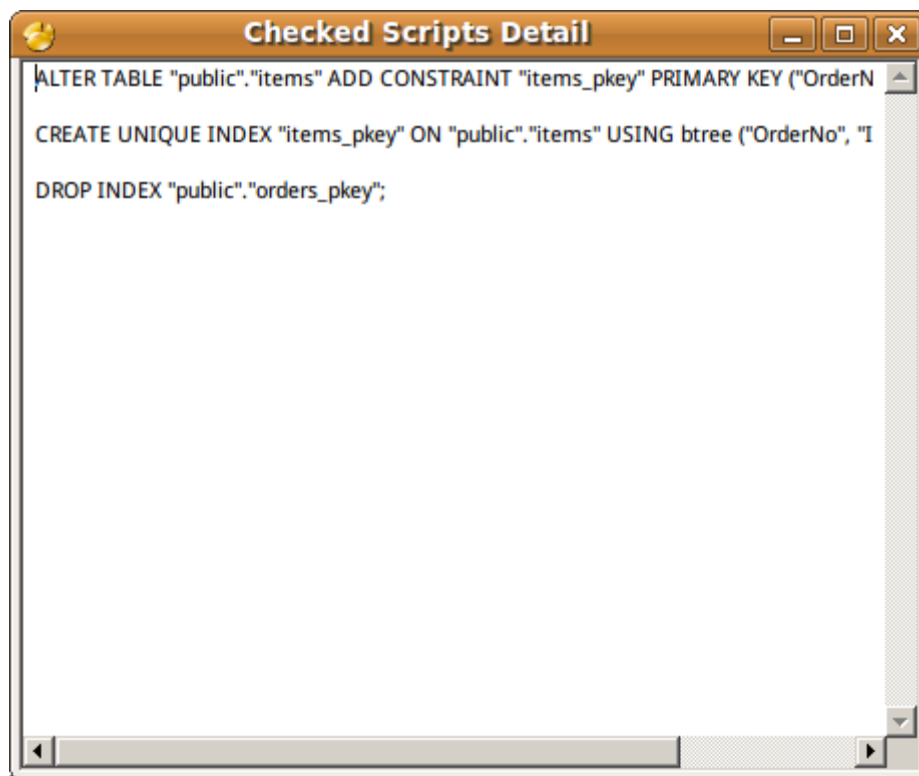 Checked Scripts Detail
ALTER TABLE "public"."items" ADD CONSTRAINT "items_pkey" PRIMARY KEY ("OrderN
CREATE UNIQUE INDEX "items_pkey" ON "public"."items" USING btree ("OrderNo", "I
DROP INDEX "public"."orders_pkey";